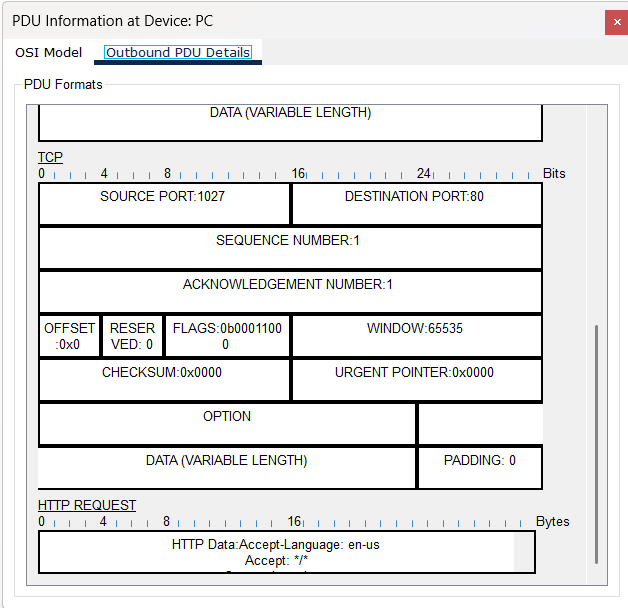 PDU Information at Device: PC
×
OSI Model Outbound PDU Details
PDU Formats
DATA (VARIABLE LENGTH)
TCP
0 4 8 16 24 Bits
SOURCE PORT:1027 DESTINATION PORT:80
SEQUENCE NUMBER:1
ACKNOWLEDGEMENT NUMBER:1
OFFSET RESER FLAGS:0b0001100 WINDOW:65535
:0x0 VED: 0 0
CHECKSUM:0x0000 URGENT POINTER:0x0000
OPTION
DATA (VARIABLE LENGTH) PADDING: 0
HTTP REQUEST
0 4 8 16 Bytes
HTTP Data:Accept-Language: en-us
Accept: */*